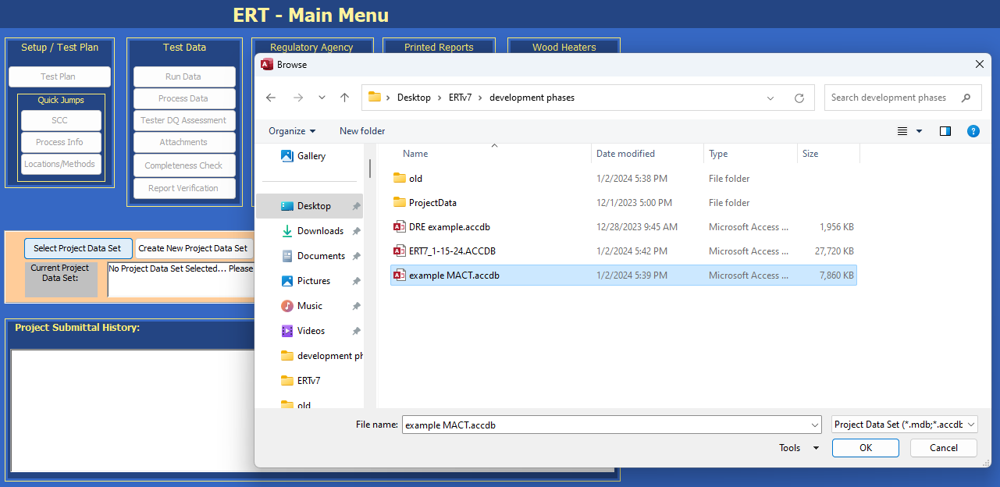 ERT - Main Menu
Setup / Test Plan
Test Data
Regulatory Agency
Printed Reports
Wood Heaters
Test Plan
Quick Jumps
SCC
Process Info
Locations/Methods
Run Data
Process Data
Tester DQ Assessment
Attachments
Completeness Check
Report Verification
Select Project Data Set
Create New Project Data Set
Current Project
Data Set:
No Project Data Set Selected... Please
Project Submittal History:
Browse
Desktop
ERTv7
development phases
Search development phases
Organize
New folder
Gallery
Desktop
Downloads
Documents
Pictures
Music
Videos
development ph
ERTv7
old
Name Date modified Type Size
old 1/2/2024 5:38 PM File folder
ProjectData 12/1/2023 5:00 PM File folder
DRE example.accdb 12/28/2023 9:45 AM Microsoft Access ... 1,956 KB
ERT7_1-15-24.ACCDB 1/2/2024 5:42 PM Microsoft Access ... 27,720 KB
example MACT.accdb 1/2/2024 5:39 PM Microsoft Access ... 7,860 KB
File name: example MACT.accdb Project Data Set (*.mdb;*.accdb
Tools OK Cancel